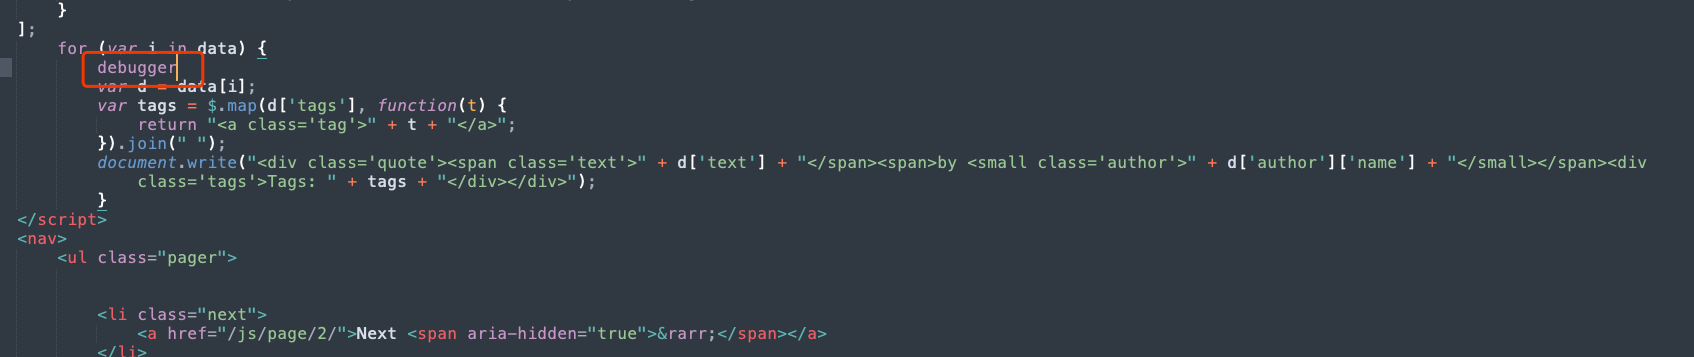 }
];
for (var i in data) {
debugger
var d = data[i];
var tags = $.map(d['tags'], function(t) {
return "<a class='tag'>" + t + "</a>";
}).join(" ");
document.write("<div class='quote'><span class='text'>" + d['text'] + "</span><span>by <small class='author'>" + d['author']['name'] + "</small></span><div
class='tags'>Tags: " + tags + "</div></div>");
}
</script>
<nav>
<ul class="pager">
<li class="next">
<a href="/js/page/2/">Next <span aria-hidden="true">&rarr;</span></a>
</li>